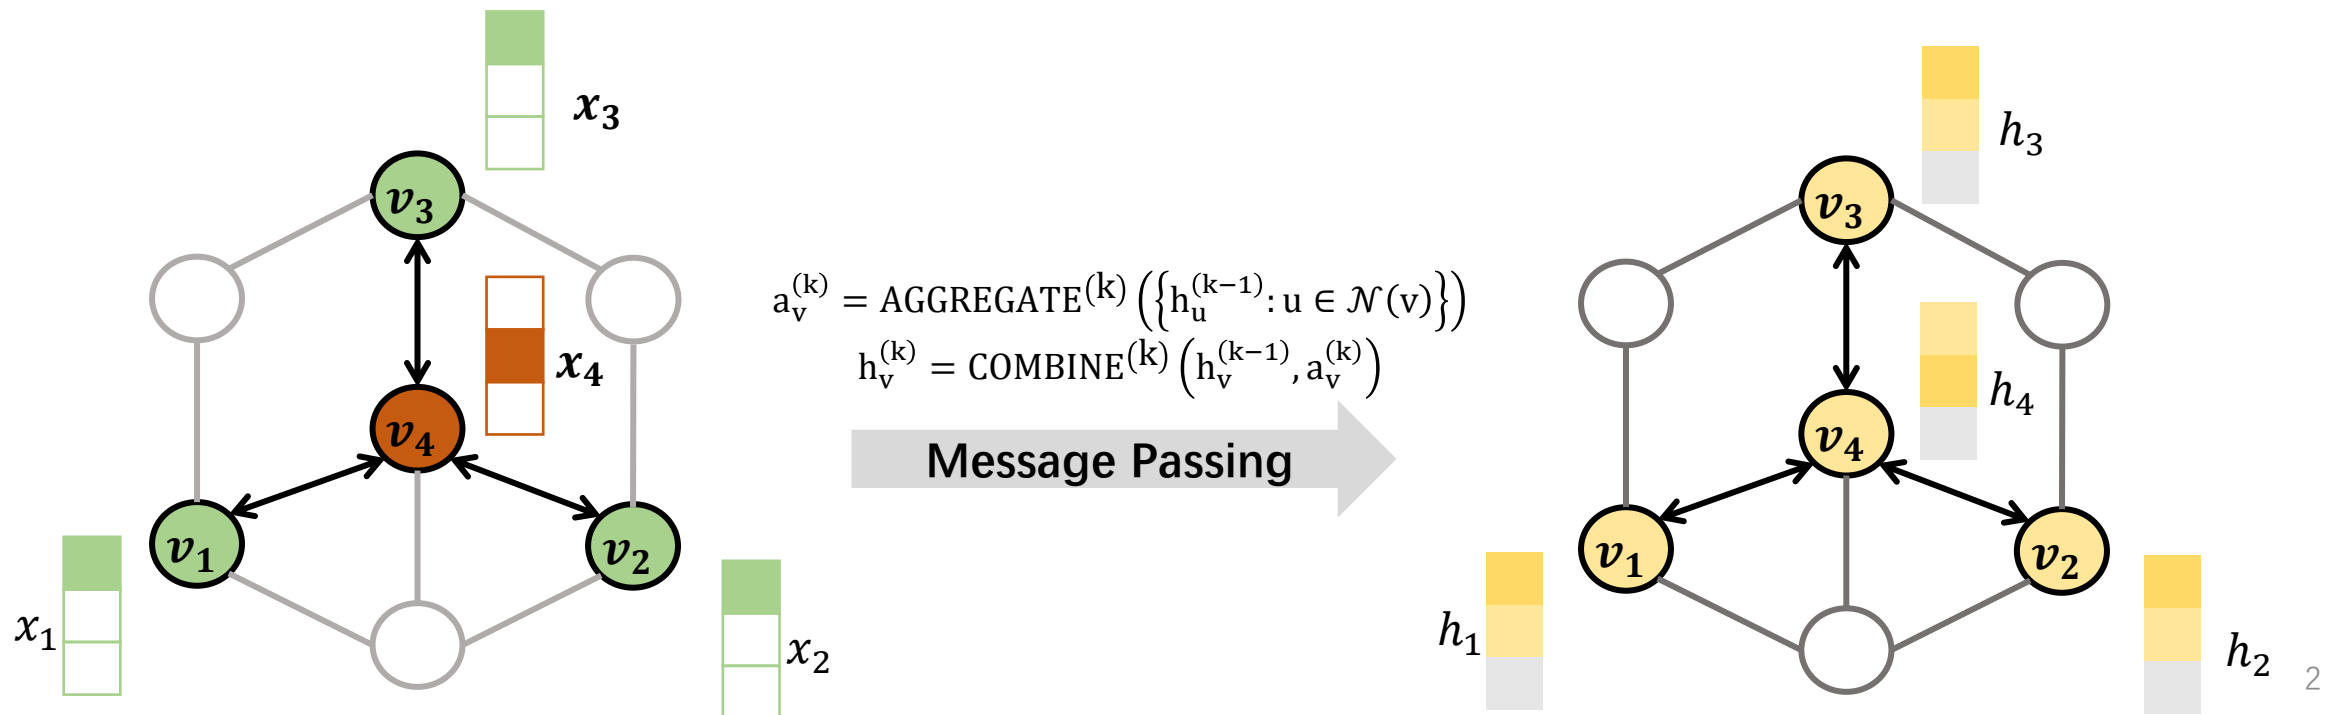 x₃
v₃
x₄
v₄
v₁
v₂
x₁
x₂
a_v^(k) = AGGREGATE^(k) ({h_u^(k−1): u ∈ 𝒩(v)})
h_v^(k) = COMBINE^(k) (h_v^(k−1), a_v^(k))
Message Passing
h₃
v₃
h₄
v₄
v₁
v₂
h₁
h₂
2